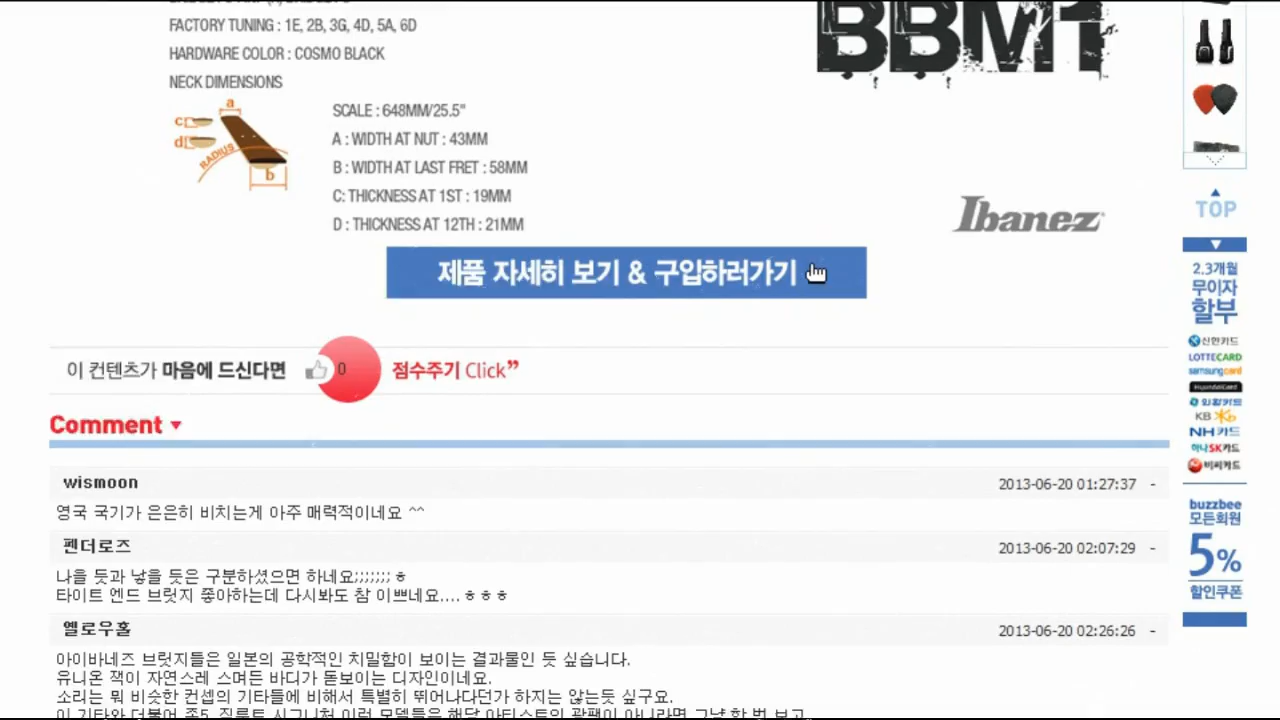 FACTORY TUNING : 1E, 2B, 3G, 4D, 5A, 6D
HARDWARE COLOR : COSMO BLACK
NECK DIMENSIONS
a
c
d
RADIUS
b
SCALE : 648MM/25.5"
A : WIDTH AT NUT : 43MM
B : WIDTH AT LAST FRET : 58MM
C: THICKNESS AT 1ST : 19MM
D : THICKNESS AT 12TH : 21MM
BBM1
Ibanez
제품 자세히 보기 & 구입하러가기
이 컨텐츠가 마음에 드신다면
0
점수주기 Click”
Comment
wismoon
2013-06-20 01:27:37 -
영국 국기가 은은히 비치는게 아주 매력적이네요 ^^
펜더로즈
2013-06-20 02:07:29 -
나을 듯과 낳을 듯은 구분하셨으면 하네요;;;;;;; ㅎ
타이트 엔드 브릿지 좋아하는데 다시봐도 참 이쁘네요.... ㅎㅎㅎ
옐로우홀
2013-06-20 02:26:26 -
아이바네즈 브릿지들은 일본의 공학적인 치밀함이 보이는 결과물인 듯 싶습니다.
유니온 잭이 자연스레 스며든 바디가 돋보이는 디자인이네요.
소리는 뭐 비슷한 컨셉의 기타들에 비해서 특별히 뛰어나다던가 하지는 않는듯 싶구요.
TOP
2.3개월
무이자
할부
신한카드
LOTTECARD
samsungcard
HyundaiCard
외환카드
KB
NH카드
하나SK카드
비씨카드
buzzbee
모든회원
5%
할인쿠폰